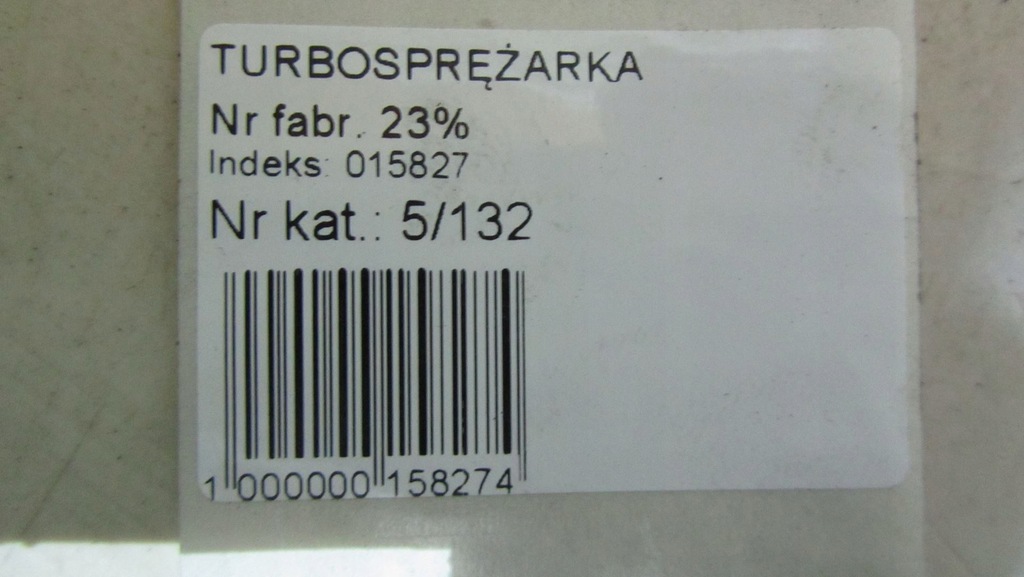 TURBOSPRĘŻARKA
Nr fabr. 23%
Indeks: 015827
Nr kat.: 5/132
1 000000 158274